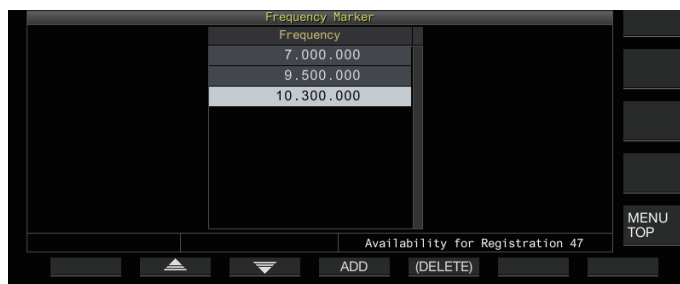 Frequency Marker
Frequency
7.000.000
9.500.000
10.300.000
MENU
TOP
Availability for Registration 47
ADD
(DELETE)